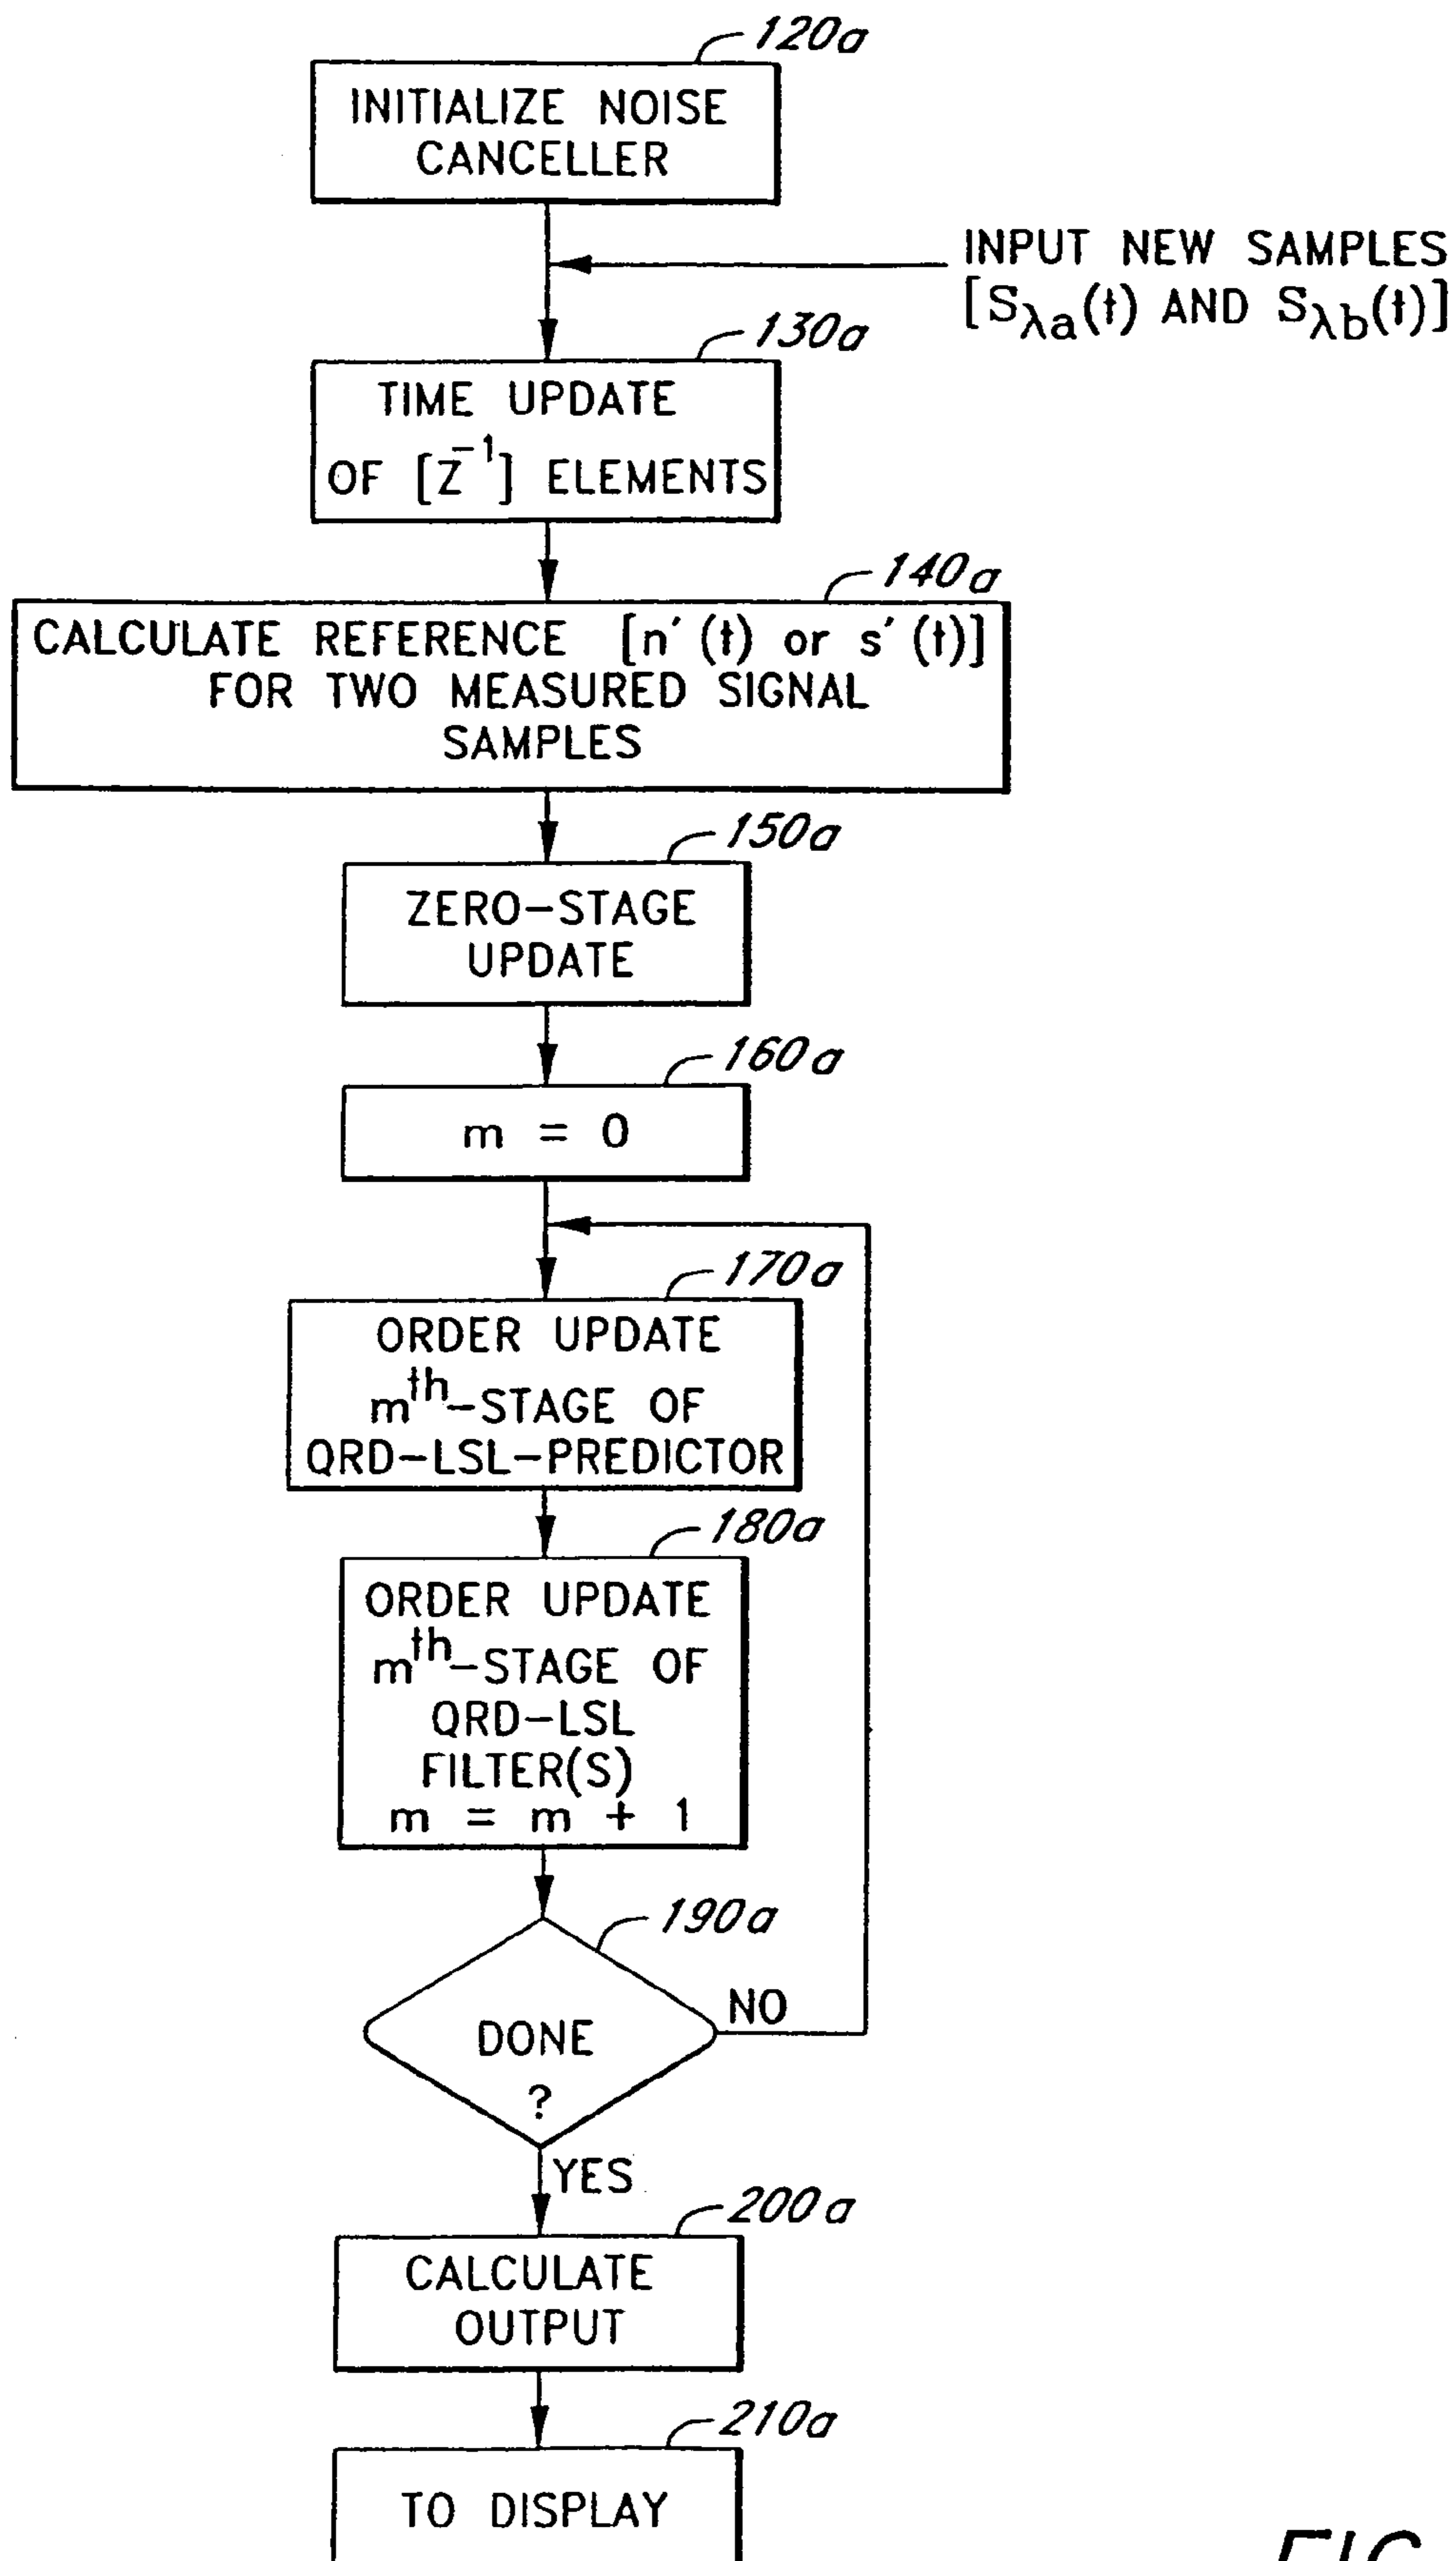 120a
INITIALIZE NOISE
CANCELLER
INPUT NEW SAMPLES
[Sλa(t) AND Sλb(t)]
130a
TIME UPDATE
OF [Z⁻¹] ELEMENTS
140a
CALCULATE REFERENCE [n′(t) or s′(t)]
FOR TWO MEASURED SIGNAL
SAMPLES
150a
ZERO-STAGE
UPDATE
160a
m = 0
170a
ORDER UPDATE
mᵗʰ-STAGE OF
QRD-LSL-PREDICTOR
180a
ORDER UPDATE
mᵗʰ-STAGE OF
QRD-LSL
FILTER(S)
m = m + 1
190a
NO
DONE
?
YES
200a
CALCULATE
OUTPUT
210a
TO DISPLAY